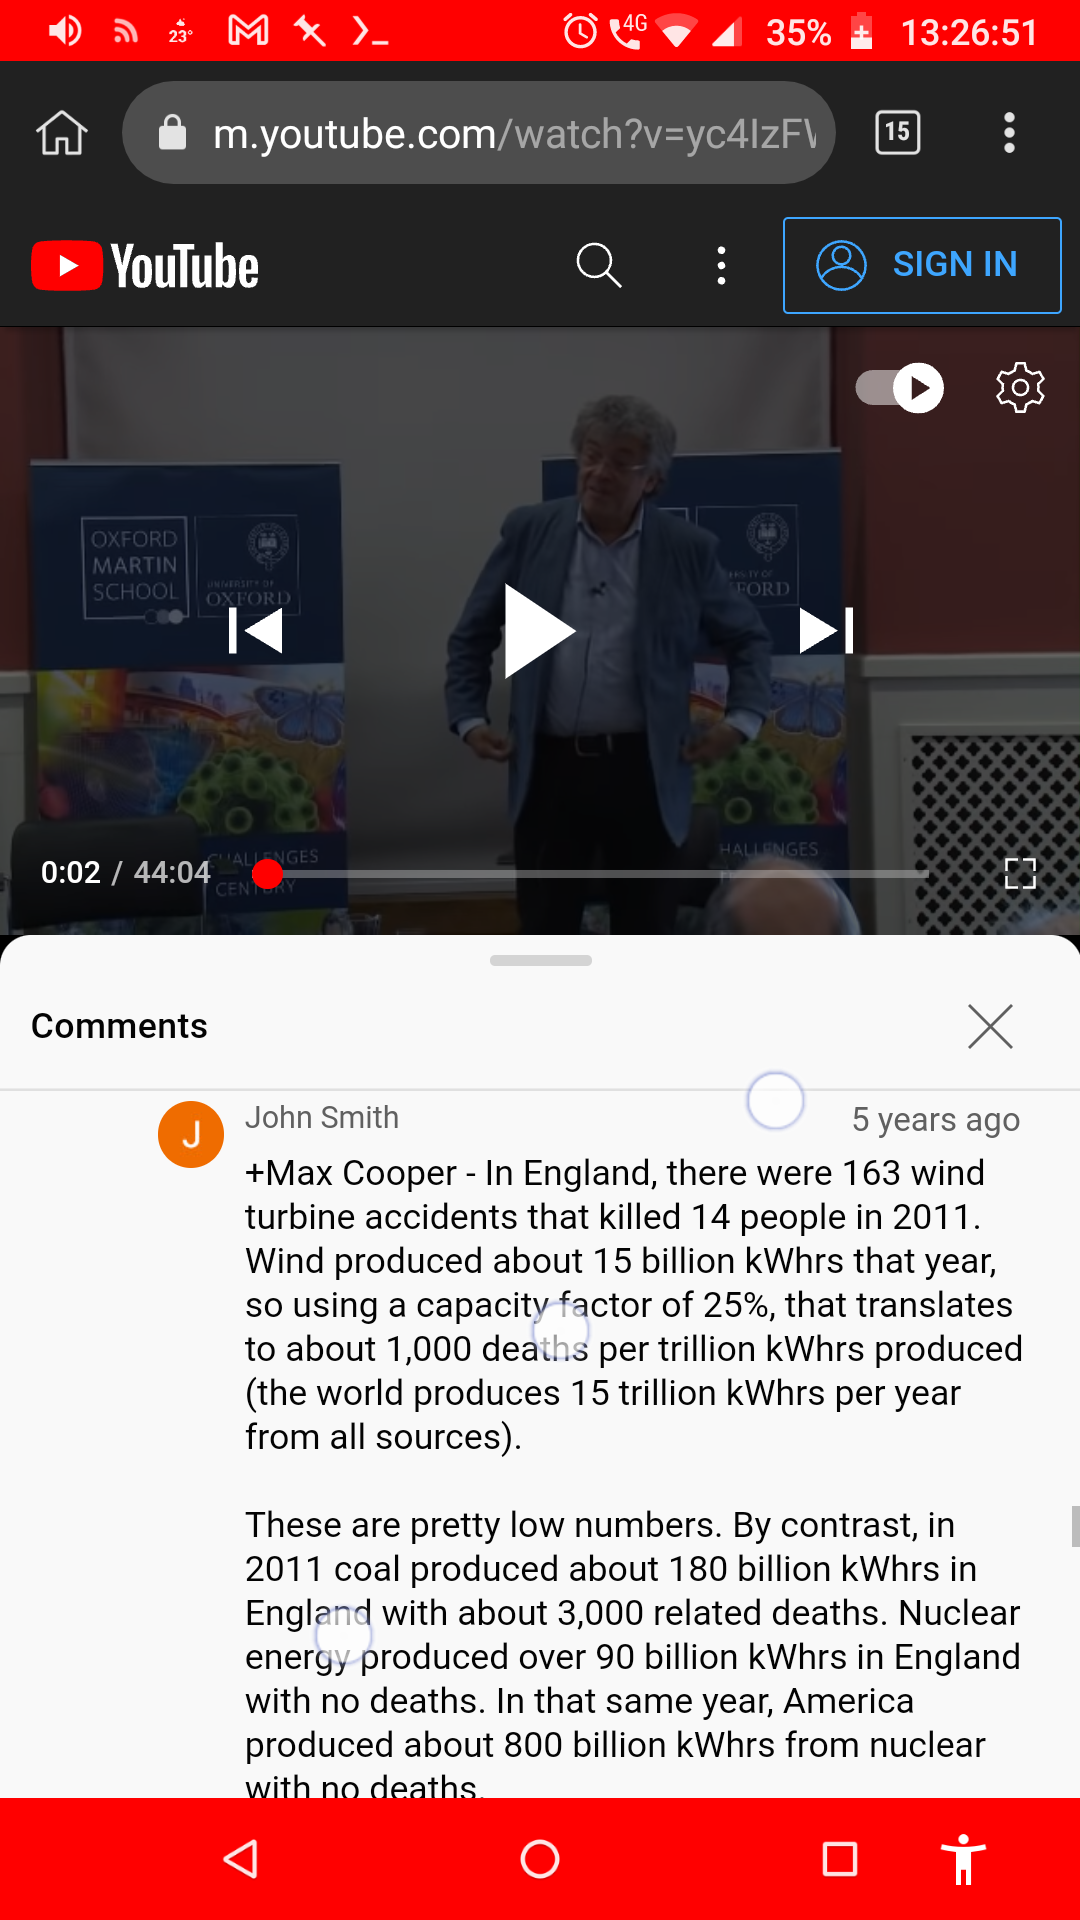 23°
4G
35%
13:26:51
m.youtube.com/watch?v=yc4IzFV
15
YouTube
SIGN IN
OXFORD
MARTIN
SCHOOL
UNIVERSITY OF
OXFORD
0:02 / 44:04
CHALLENGES
CENTURY
Comments
J
John Smith
5 years ago
+Max Cooper - In England, there were 163 wind
turbine accidents that killed 14 people in 2011.
Wind produced about 15 billion kWhrs that year,
so using a capacity factor of 25%, that translates
to about 1,000 deaths per trillion kWhrs produced
(the world produces 15 trillion kWhrs per year
from all sources).
These are pretty low numbers. By contrast, in
2011 coal produced about 180 billion kWhrs in
England with about 3,000 related deaths. Nuclear
energy produced over 90 billion kWhrs in England
with no deaths. In that same year, America
produced about 800 billion kWhrs from nuclear
with no deaths.